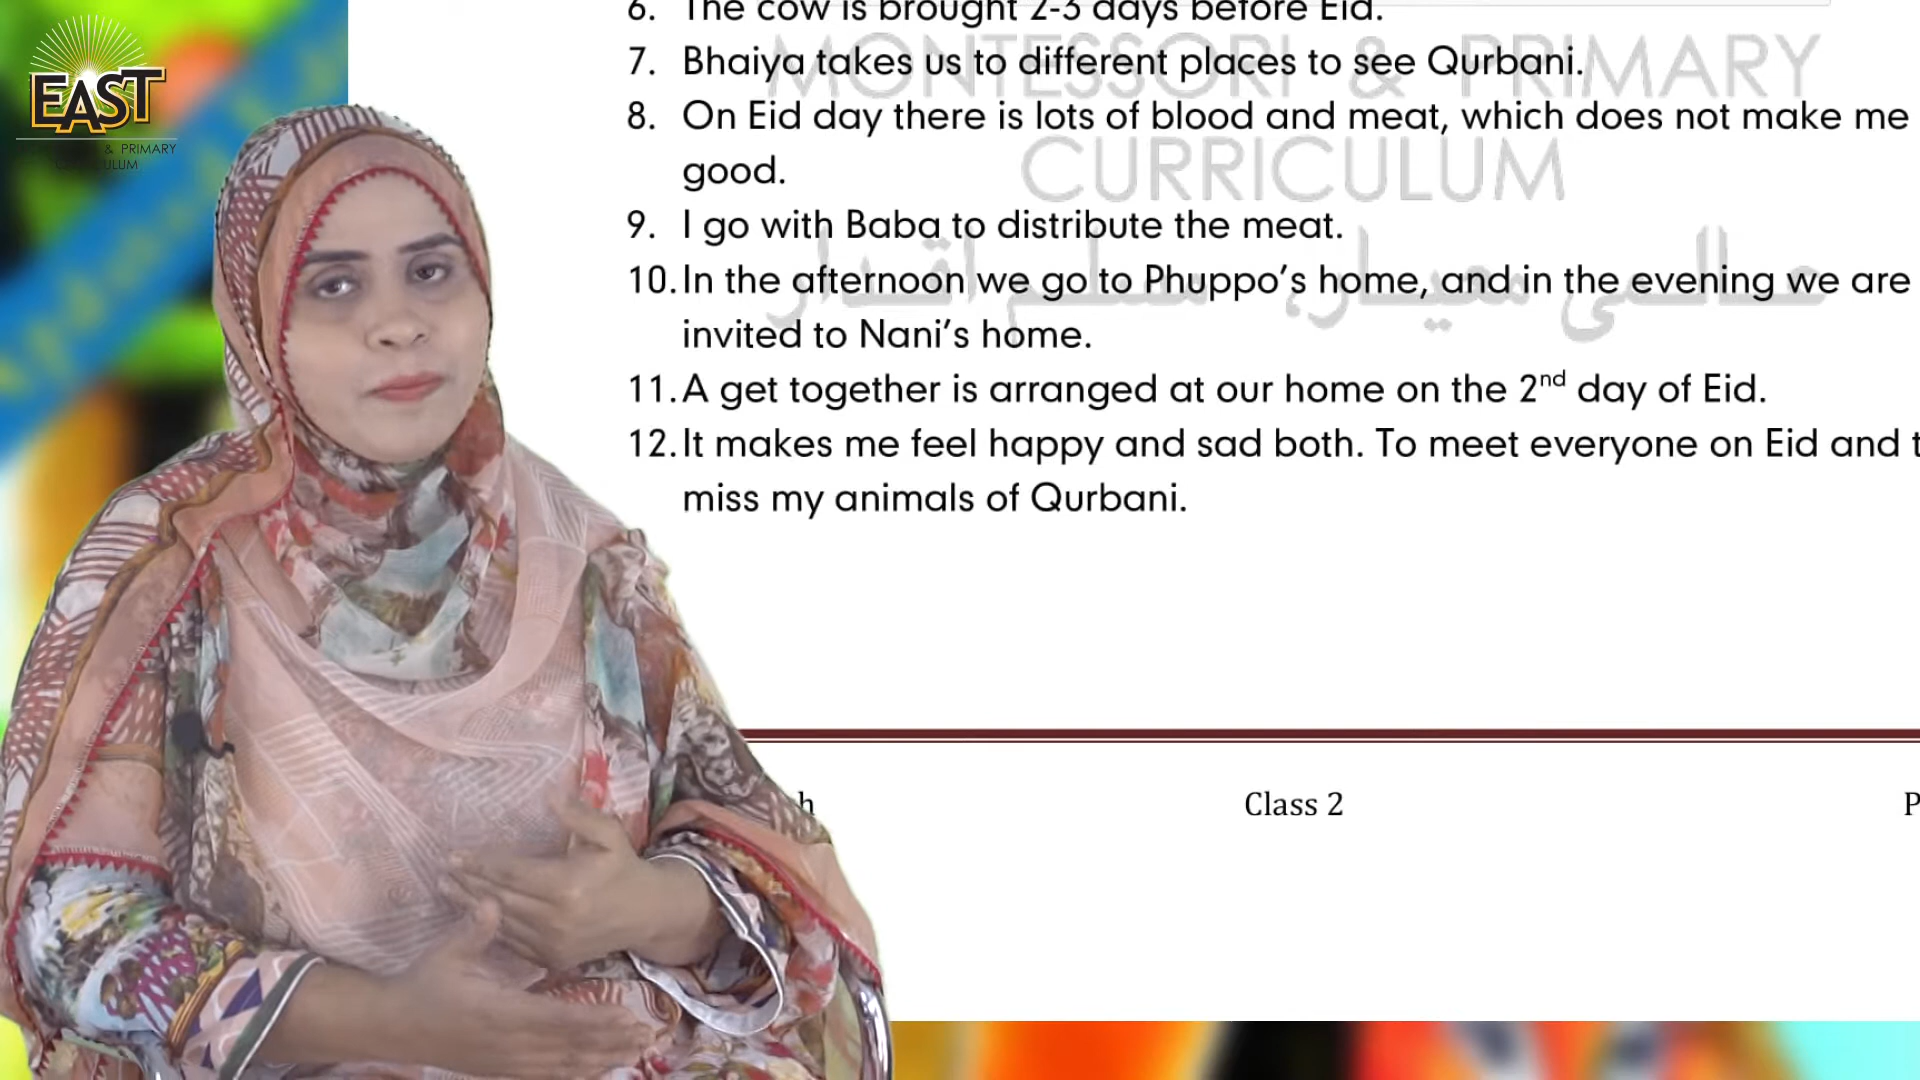 EAST
& PRIMARY
6. The cow is brought 2-3 days before Eid.
MONTESSORI & PRIMARY
7. Bhaiya takes us to different places to see Qurbani.
8. On Eid day there is lots of blood and meat, which does not make me
CURRICULUM
good.
9. I go with Baba to distribute the meat.
عالمی معیار، مسلم اقدار
10. In the afternoon we go to Phuppo's home, and in the evening we are
invited to Nani's home.
11. A get together is arranged at our home on the 2nd day of Eid.
12. It makes me feel happy and sad both. To meet everyone on Eid and t
miss my animals of Qurbani.
h Class 2 P